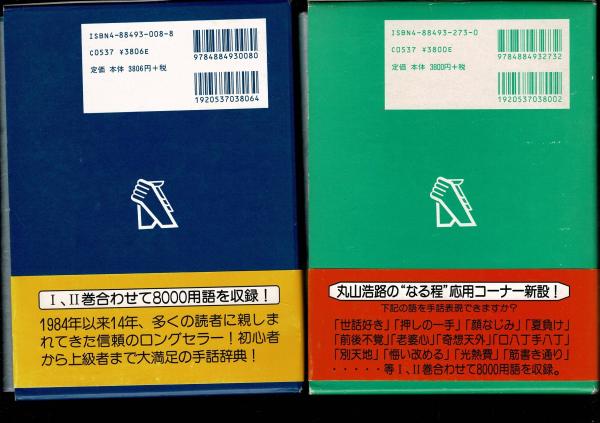 ISBN4-88493-008-8
C0537 ¥3806E
定価 本体 3806円+税
9784884930080
1920537038064
I、II巻合わせて8000用語を収録！
1984年以来14年、多くの読者に親しま
れてきた信頼のロングセラー！初心者
から上級者まで大満足の手話辞典！
ISBN4-88493-273-0
C0537 ¥3800E
定価 本体 3800円+税
9784884932732
1920537038002
丸山浩路の“なる程”応用コーナー新設！
下記の語を手話表現できますか？
「世話好き」「押しの一手」「顔なじみ」「夏負け」
「前後不覚」「老婆心」「奇想天外」「口八丁手八丁」
「別天地」「悔い改める」「光熱費」「筋書き通り」
・・・・・等I、II巻合わせて8000用語を収録。